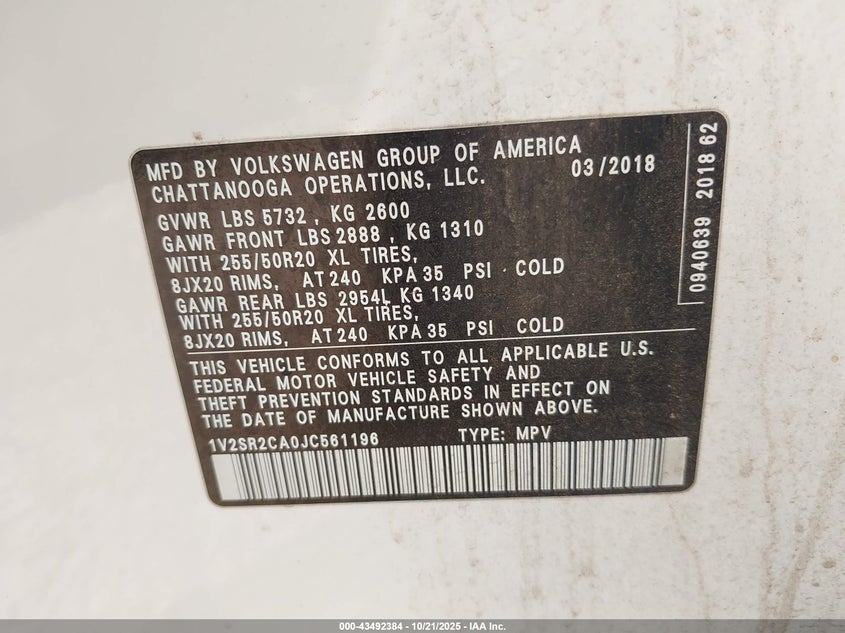 MFD BY VOLKSWAGEN GROUP OF AMERICA
CHATTANOOGA OPERATIONS, LLC. 03/2018
GVWR LBS 5732 , KG 2600
GAWR FRONT LBS 2888 , KG 1310
WITH 255/50R20 XL TIRES,
8JX20 RIMS, AT 240 KPA 35 PSI COLD
GAWR REAR LBS 2954L KG 1340
WITH 255/50R20 XL TIRES,
8JX20 RIMS, AT 240 KPA 35 PSI COLD
THIS VEHICLE CONFORMS TO ALL APPLICABLE U.S.
FEDERAL MOTOR VEHICLE SAFETY AND
THEFT PREVENTION STANDARDS IN EFFECT ON
THE DATE OF MANUFACTURE SHOWN ABOVE.
1V2SR2CA0JC561196 TYPE: MPV
0940639 2018 62
000-43492384 - 10/21/2025 - IAA Inc.